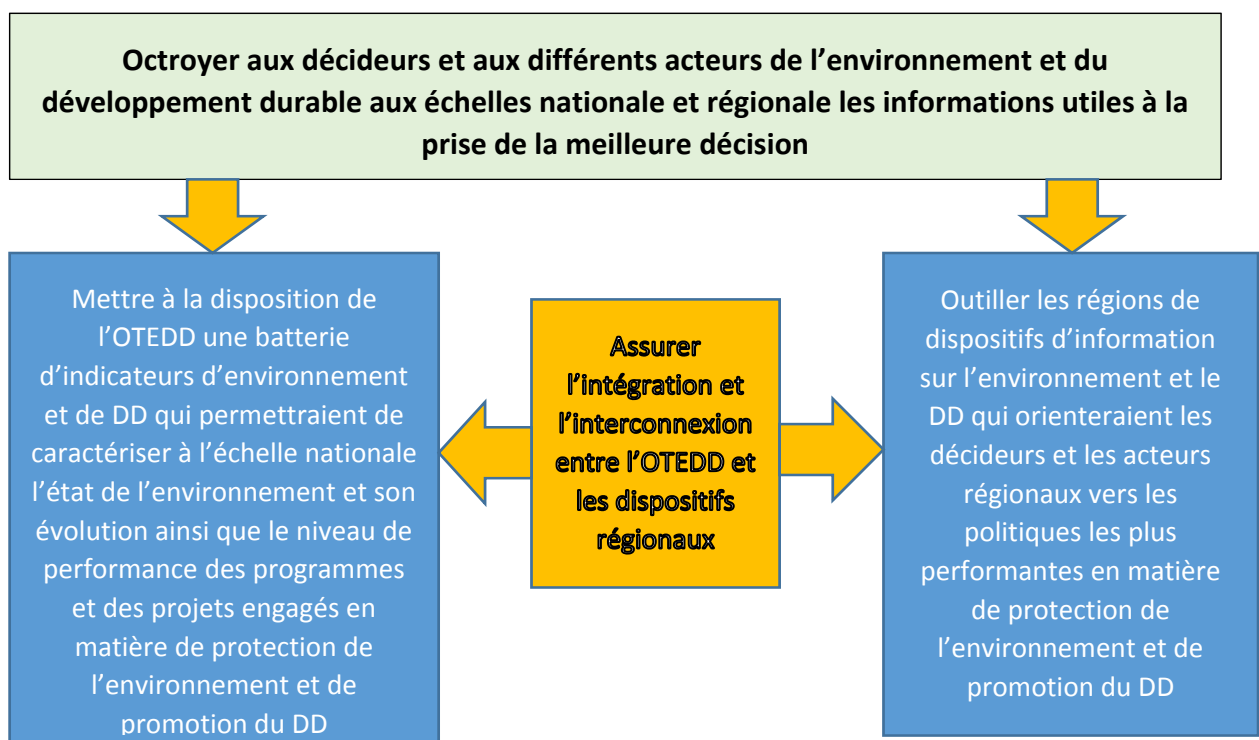 Octroyer aux décideurs et aux différents acteurs de l’environnement et du
développement durable aux échelles nationale et régionale les informations utiles à la
prise de la meilleure décision
Mettre à la disposition de
l’OTEDD une batterie
d’indicateurs d’environnement
et de DD qui permettraient de
caractériser à l’échelle nationale
l’état de l’environnement et son
évolution ainsi que le niveau de
performance des programmes
et des projets engagés en
matière de protection de
l’environnement et de
promotion du DD
Assurer
l’intégration et
l’interconnexion
entre l’OTEDD et
les dispositifs
régionaux
Outiller les régions de
dispositifs d’information
sur l’environnement et le
DD qui orienteraient les
décideurs et les acteurs
régionaux vers les
politiques les plus
performantes en matière
de protection de
l’environnement et de
promotion du DD